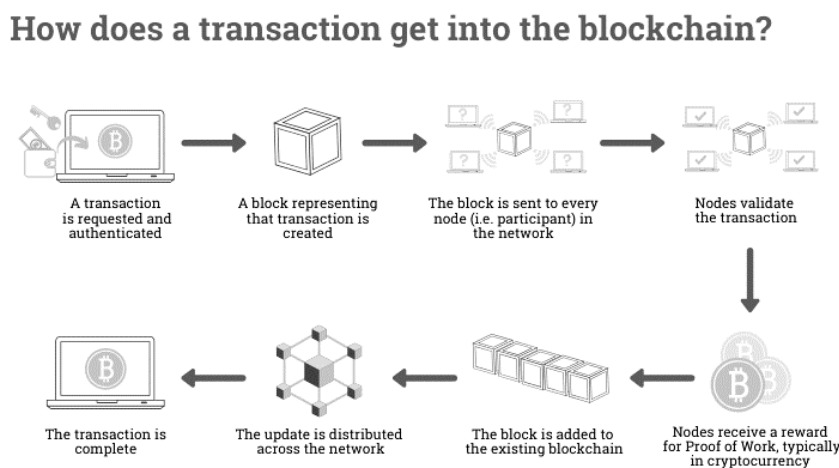 How does a transaction get into the blockchain?
A transaction
is requested and
authenticated
A block representing
that transaction is
created
The block is sent to every
node (i.e. participant) in
the network
Nodes validate
the transaction
Nodes receive a reward
for Proof of Work, typically
in cryptocurrency
The block is added to
the existing blockchain
The update is distributed
across the network
The transaction is
complete